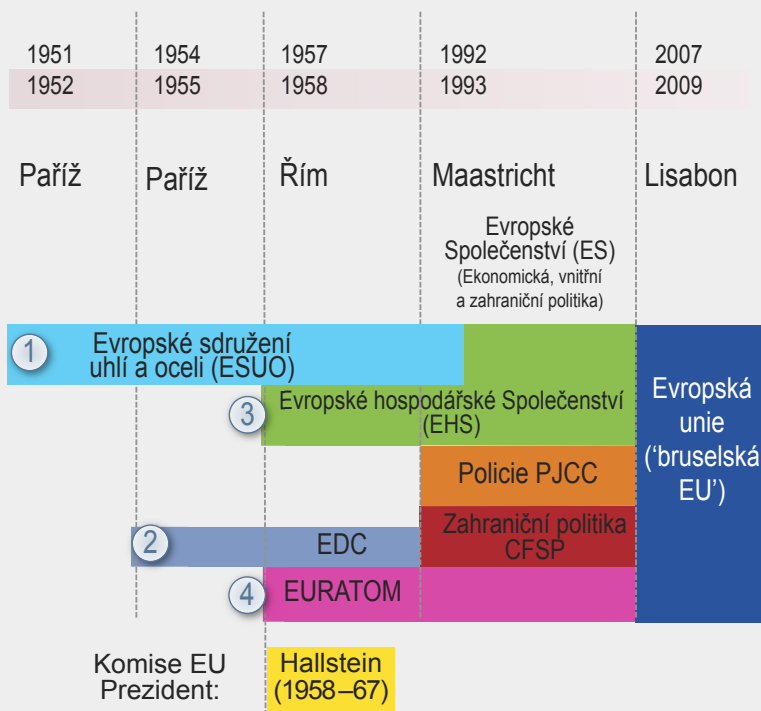 1951 1954 1957 1992 2007
1952 1955 1958 1993 2009
Paříž Paříž Řím Maastricht Lisabon
Evropské
Společenství (ES)
(Ekonomická, vnitřní
a zahraniční politika)
1
Evropské sdružení
uhlí a oceli (ESUO)
3
Evropské hospodářské Společenství
(EHS)
Evropská
unie
(‘bruselská
EU’)
Policie PJCC
2
EDC
Zahraniční politika
CFSP
4
EURATOM
Komise EU
Prezident:
Hallstein
(1958–67)